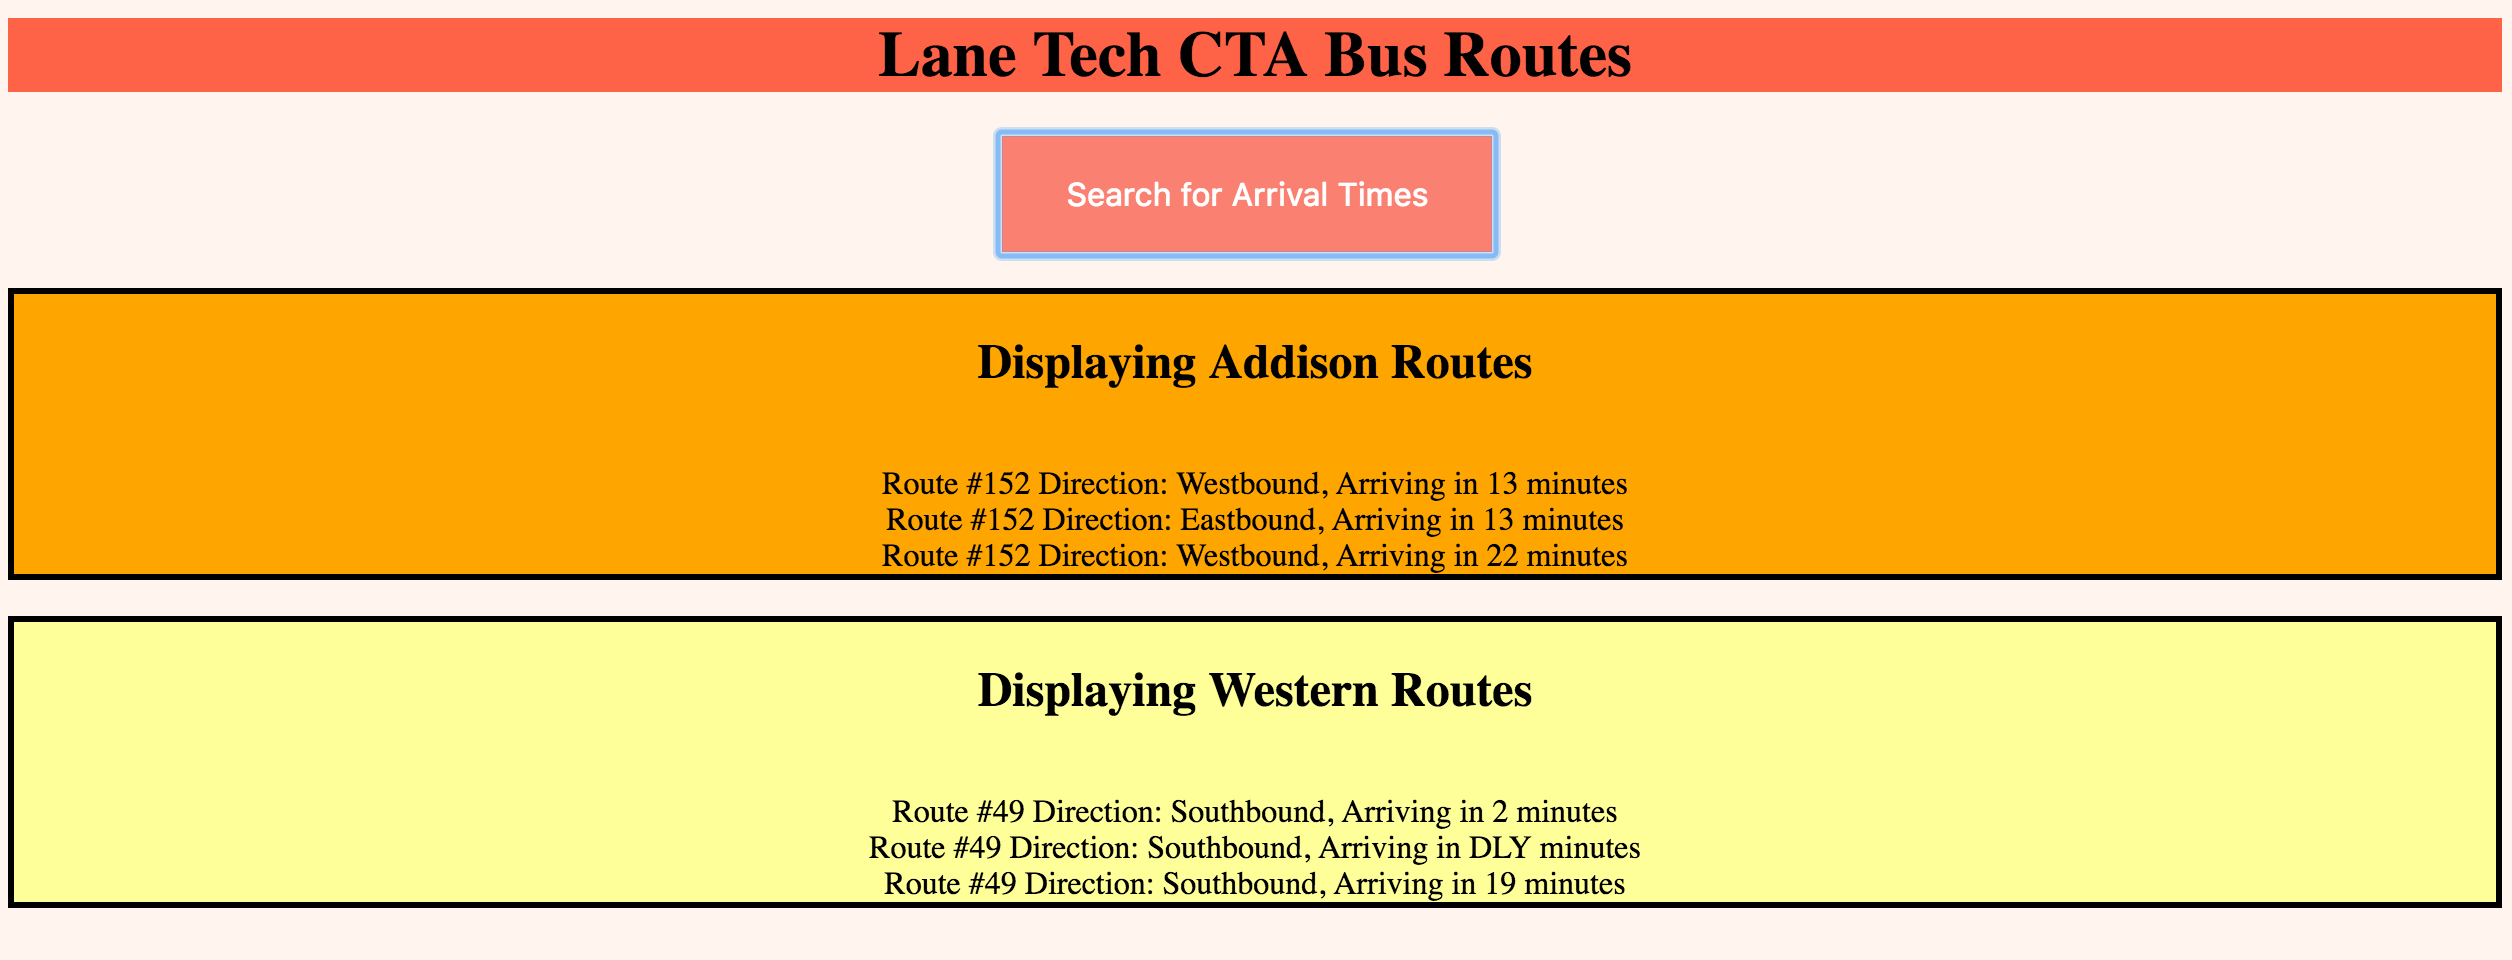 Lane Tech CTA Bus Routes
Search for Arrival Times
Displaying Addison Routes
Route #152 Direction: Westbound, Arriving in 13 minutes
Route #152 Direction: Eastbound, Arriving in 13 minutes
Route #152 Direction: Westbound, Arriving in 22 minutes
Displaying Western Routes
Route #49 Direction: Southbound, Arriving in 2 minutes
Route #49 Direction: Southbound, Arriving in DLY minutes
Route #49 Direction: Southbound, Arriving in 19 minutes